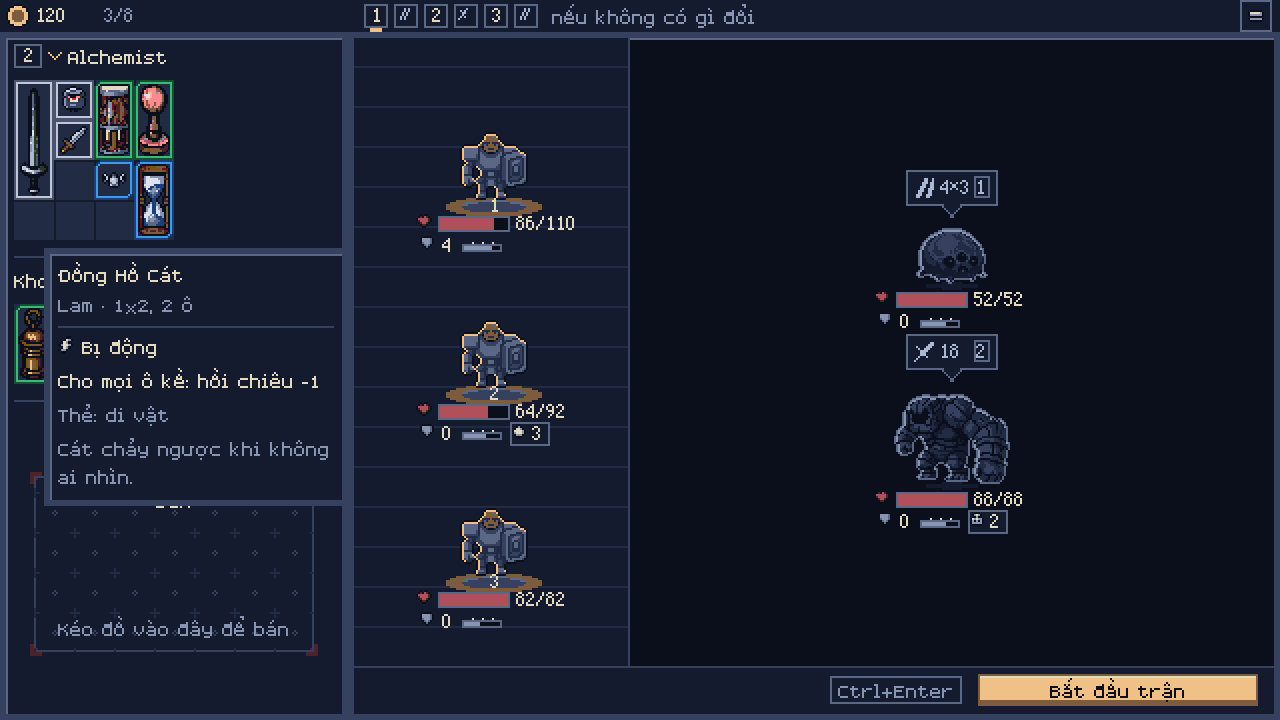 120 3/8
1 2 3 nếu không có gì đổi
2 Alchemist
Đồng Hồ Cát
Lam · 1x2, 2 ô
Bị động
Cho mọi ô kề: hồi chiêu -1
Thẻ: di vật
Cát chảy ngược khi không
ai nhìn.
Kéo đồ vào đây để bán
1
86/110
4
2
64/92
0 3
3
82/82
0
4×3 1
52/52
0
18 2
88/88
0 2
Ctrl+Enter
Bắt đầu trận